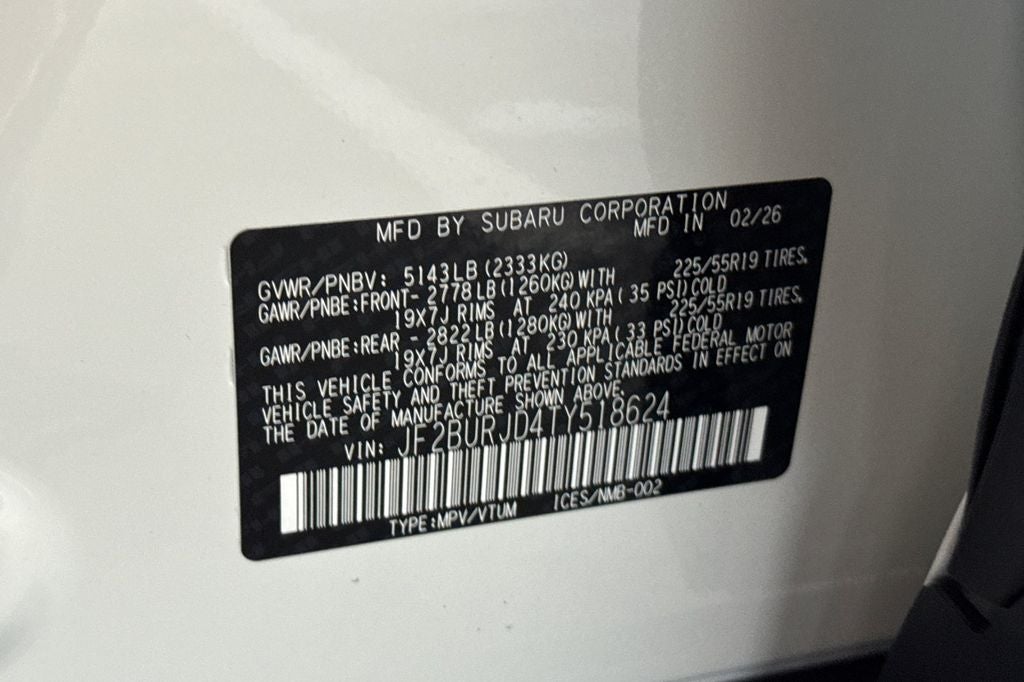 MFD BY SUBARU CORPORATION
MFD IN 02/26
GVWR/PNBV: 5143LB (2333KG)
GAWR/PNBE:FRONT- 2778LB (1260KG) WITH 225/55R19 TIRES,
19X7J RIMS AT 240 KPA( 35 PSI)COLD
GAWR/PNBE:REAR - 2822LB (1280KG) WITH 225/55R19 TIRES,
19X7J RIMS AT 230 KPA( 33 PSI)COLD
THIS VEHICLE CONFORMS TO ALL APPLICABLE FEDERAL MOTOR
VEHICLE SAFETY AND THEFT PREVENTION STANDARDS IN EFFECT ON
THE DATE OF MANUFACTURE SHOWN ABOVE.
VIN: JF2BURJD4TY518624
TYPE:MPV/VTUM ICES/NMB-002